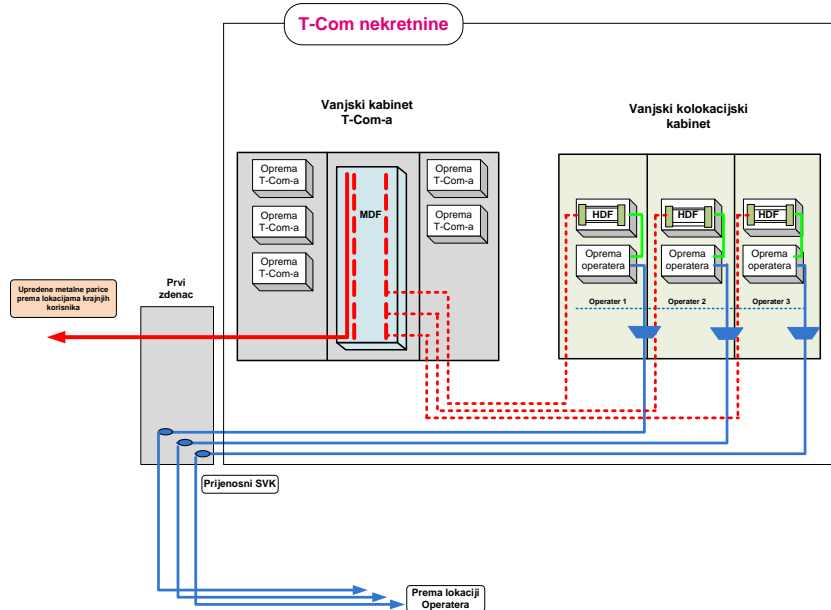 T-Com nekretnine
Vanjski kabinet
T-Com-a
Vanjski kolokacijski
kabinet
Oprema
T-Com-a
Oprema
T-Com-a
Oprema
T-Com-a
MDF
Oprema
T-Com-a
Oprema
T-Com-a
HDF
HDF
HDF
Oprema
operatera
Oprema
operatera
Oprema
operatera
Operater 1
Operater 2
Operater 3
Upredene metalne parice
prema lokacijama krajnjih
korisnika
Prvi
zdenac
Prijenosni SVK
Prema lokaciji
Operatera